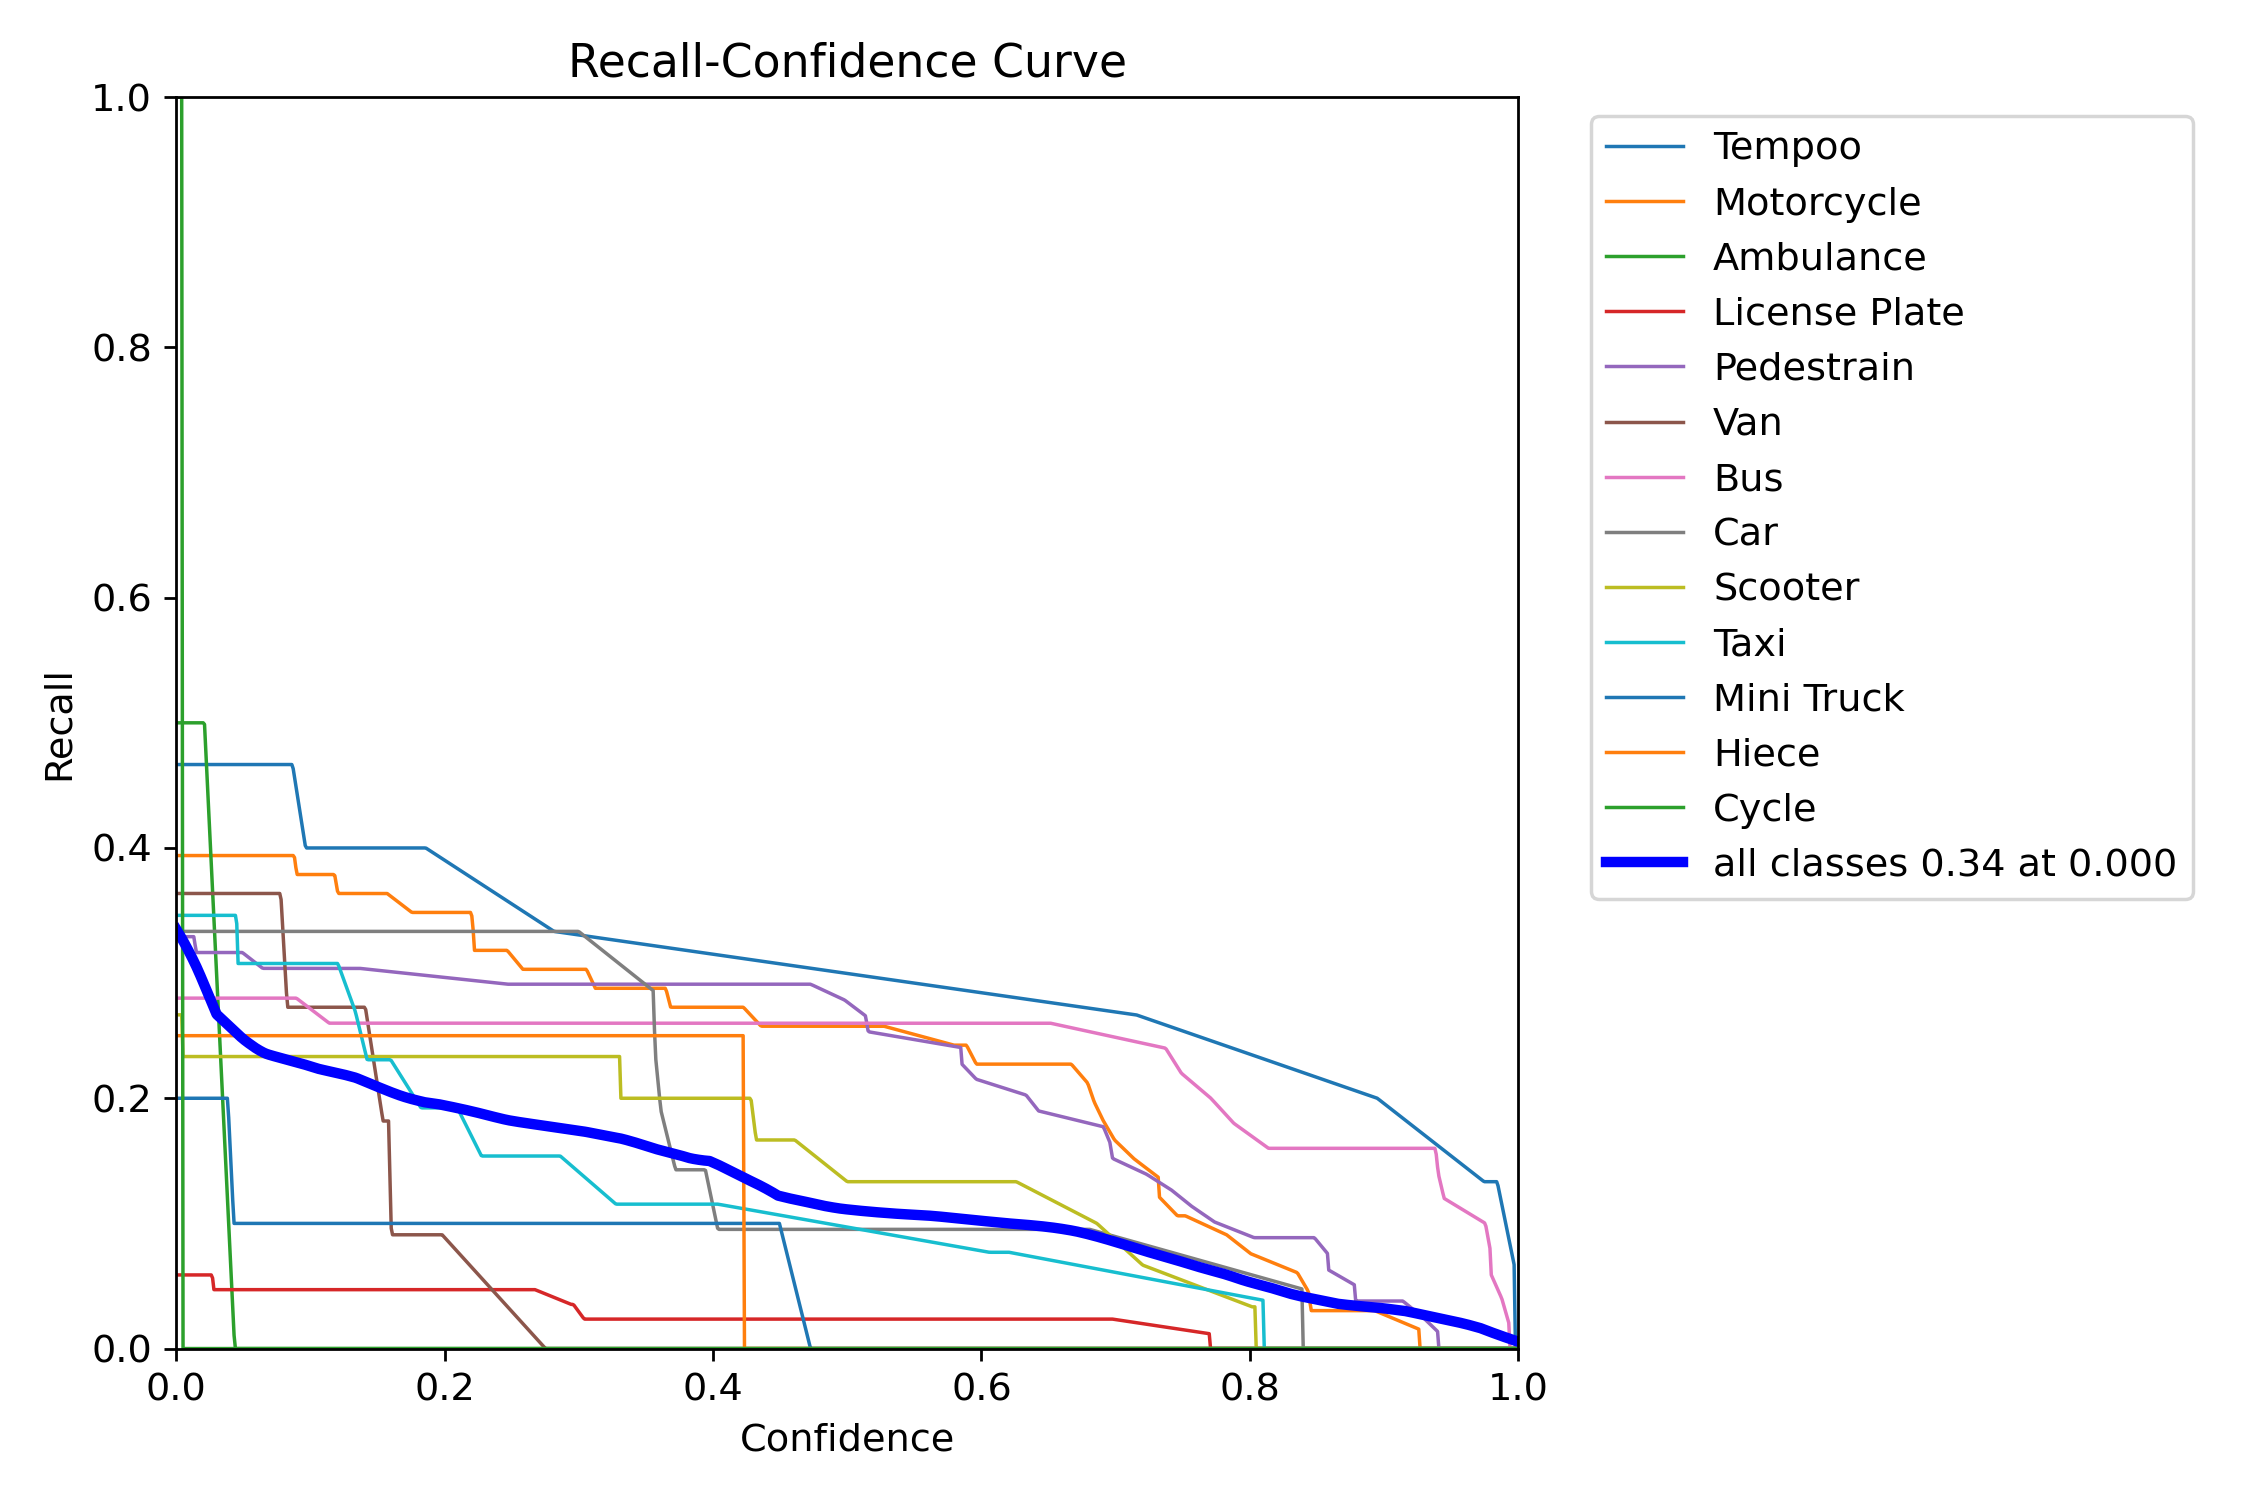 Recall-Confidence Curve
1.0
0.8
0.6
0.4
0.2
0.0
Recall
0.0 0.2 0.4 0.6 0.8 1.0
Confidence
Tempoo
Motorcycle
Ambulance
License Plate
Pedestrain
Van
Bus
Car
Scooter
Taxi
Mini Truck
Hiece
Cycle
all classes 0.34 at 0.000